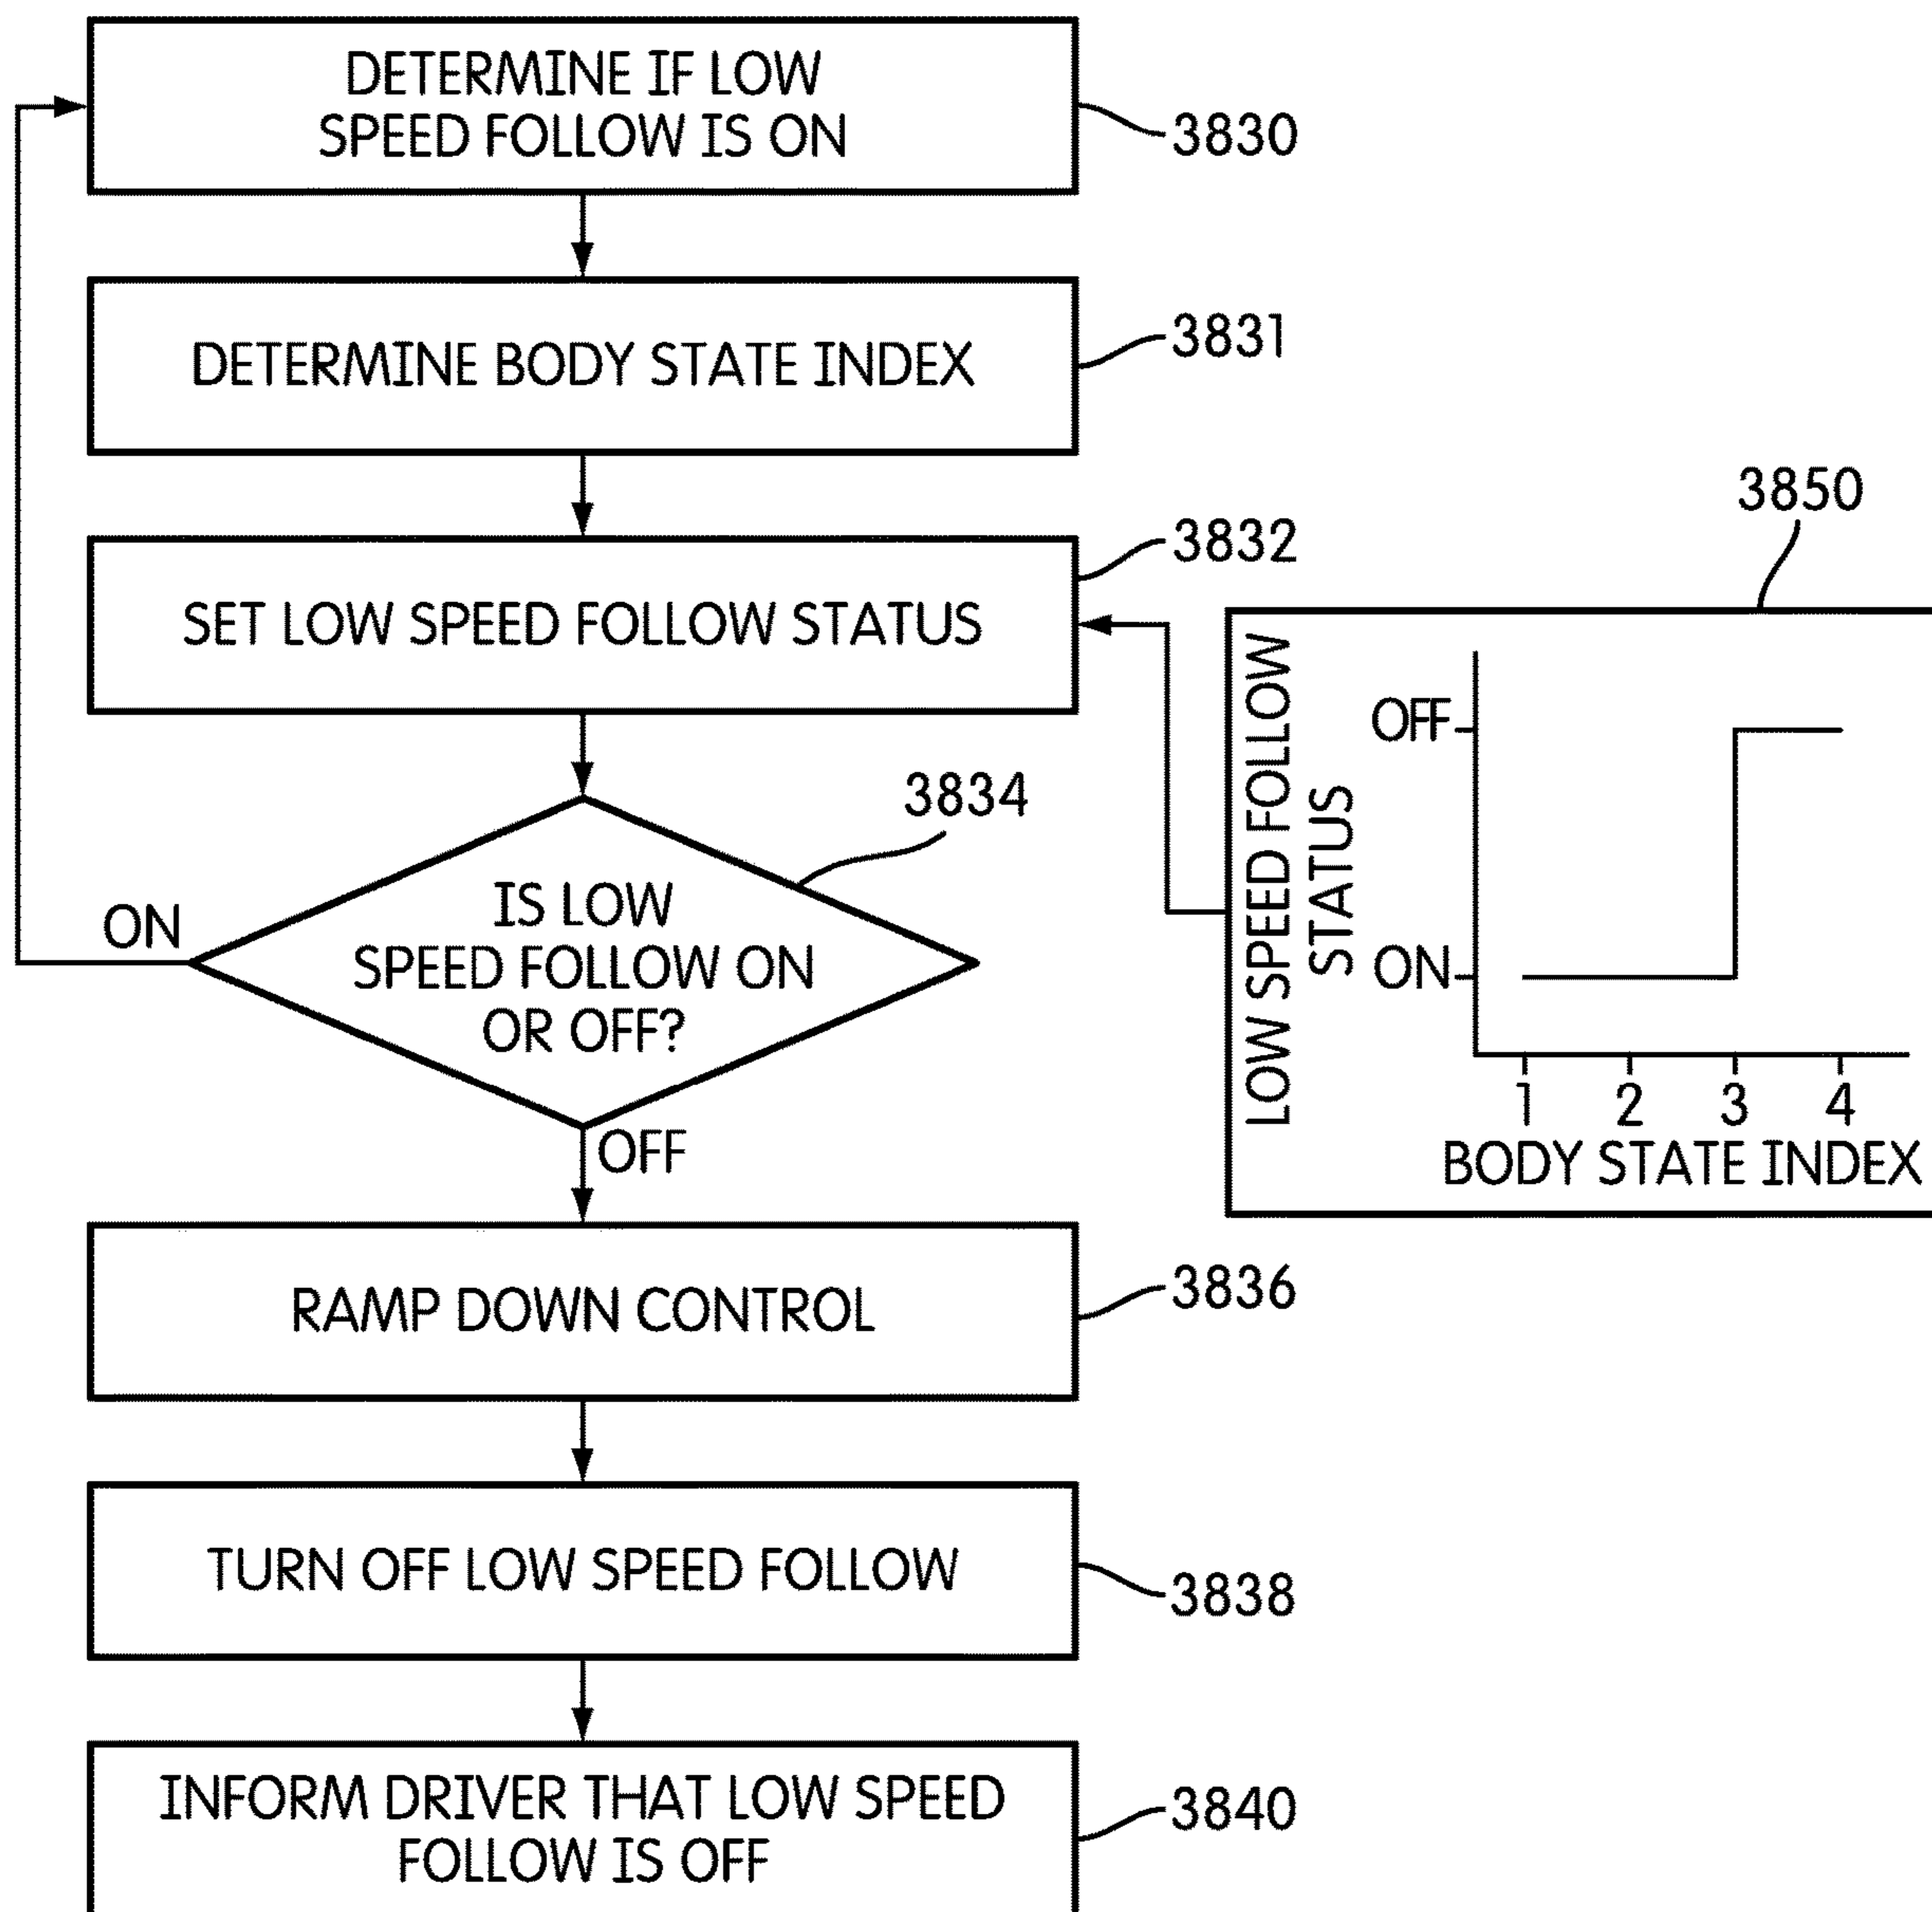 DETERMINE IF LOW
SPEED FOLLOW IS ON
3830
DETERMINE BODY STATE INDEX
3831
SET LOW SPEED FOLLOW STATUS
3832
IS LOW
SPEED FOLLOW ON
OR OFF?
3834
ON
OFF
RAMP DOWN CONTROL
3836
TURN OFF LOW SPEED FOLLOW
3838
INFORM DRIVER THAT LOW SPEED
FOLLOW IS OFF
3840
3850
LOW SPEED FOLLOW
STATUS
OFF
ON
1 2 3 4
BODY STATE INDEX